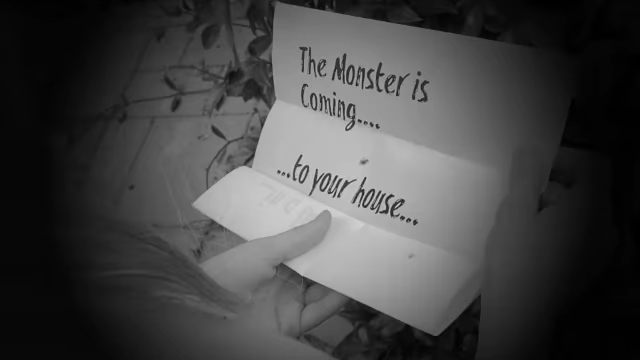 The Monster is
Coming....
...to your house...